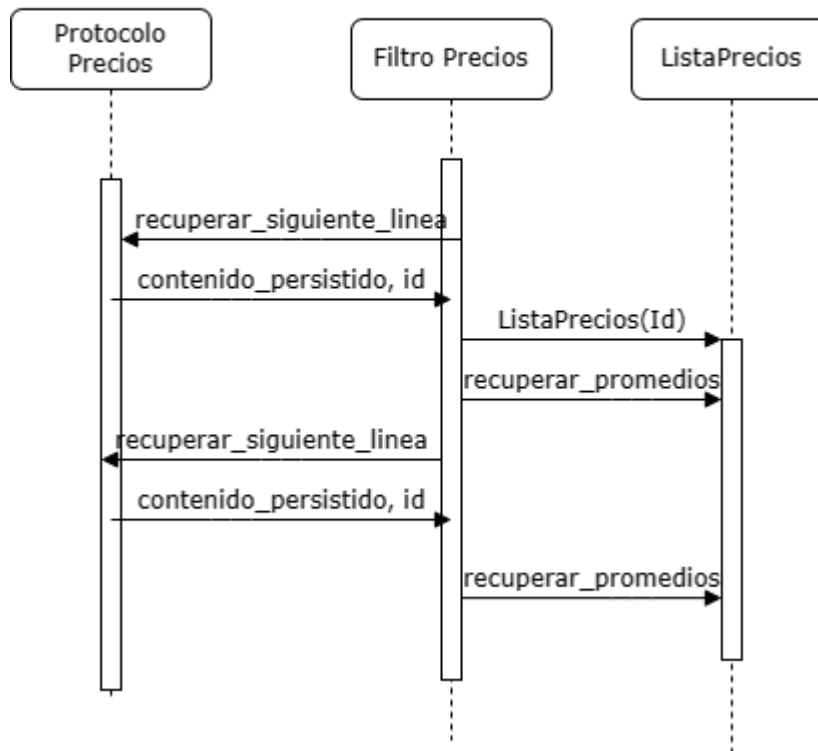 Protocolo
Precios
Filtro Precios
ListaPrecios
recuperar_siguiente_linea
contenido_persistido, id
ListaPrecios(Id)
recuperar_promedios
recuperar_siguiente_linea
contenido_persistido, id
recuperar_promedios